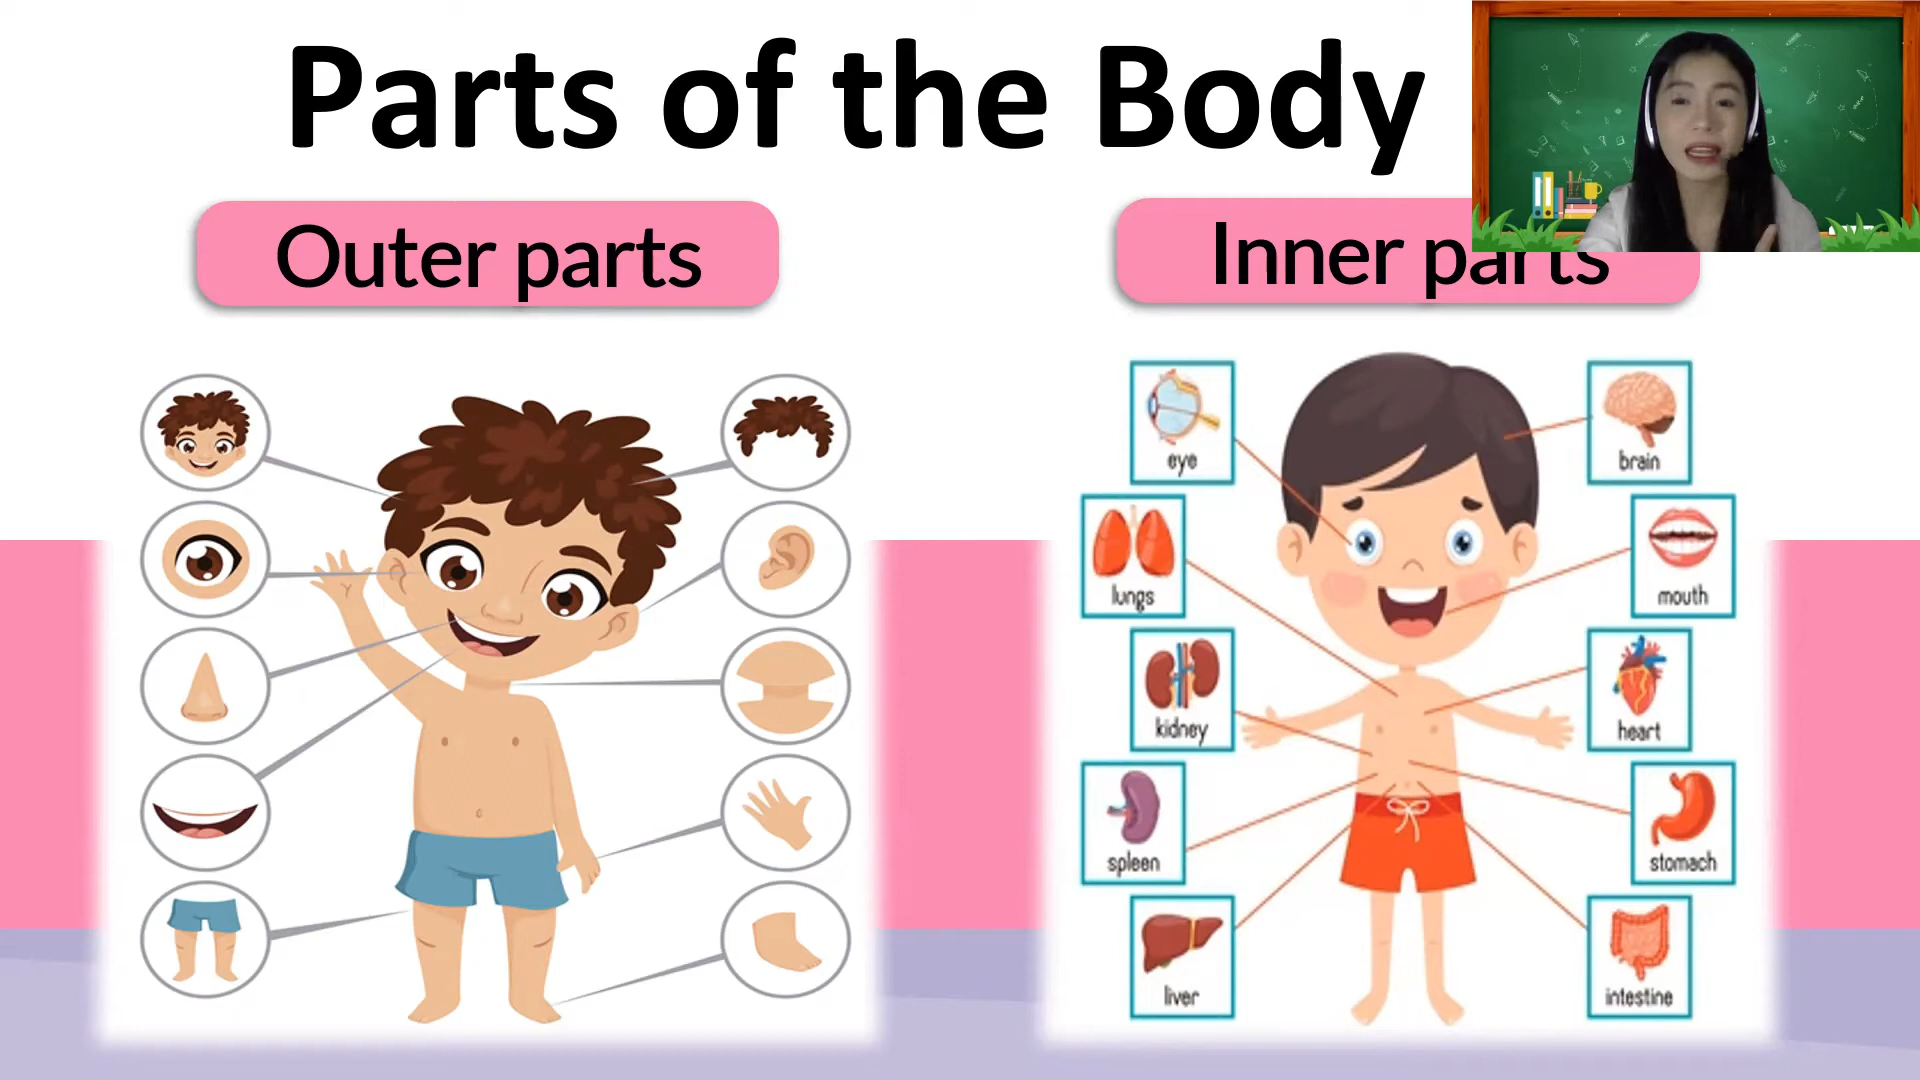 Parts of the Body
Outer parts
Inner parts
eye
brain
lungs
mouth
kidney
heart
spleen
stomach
liver
intestine